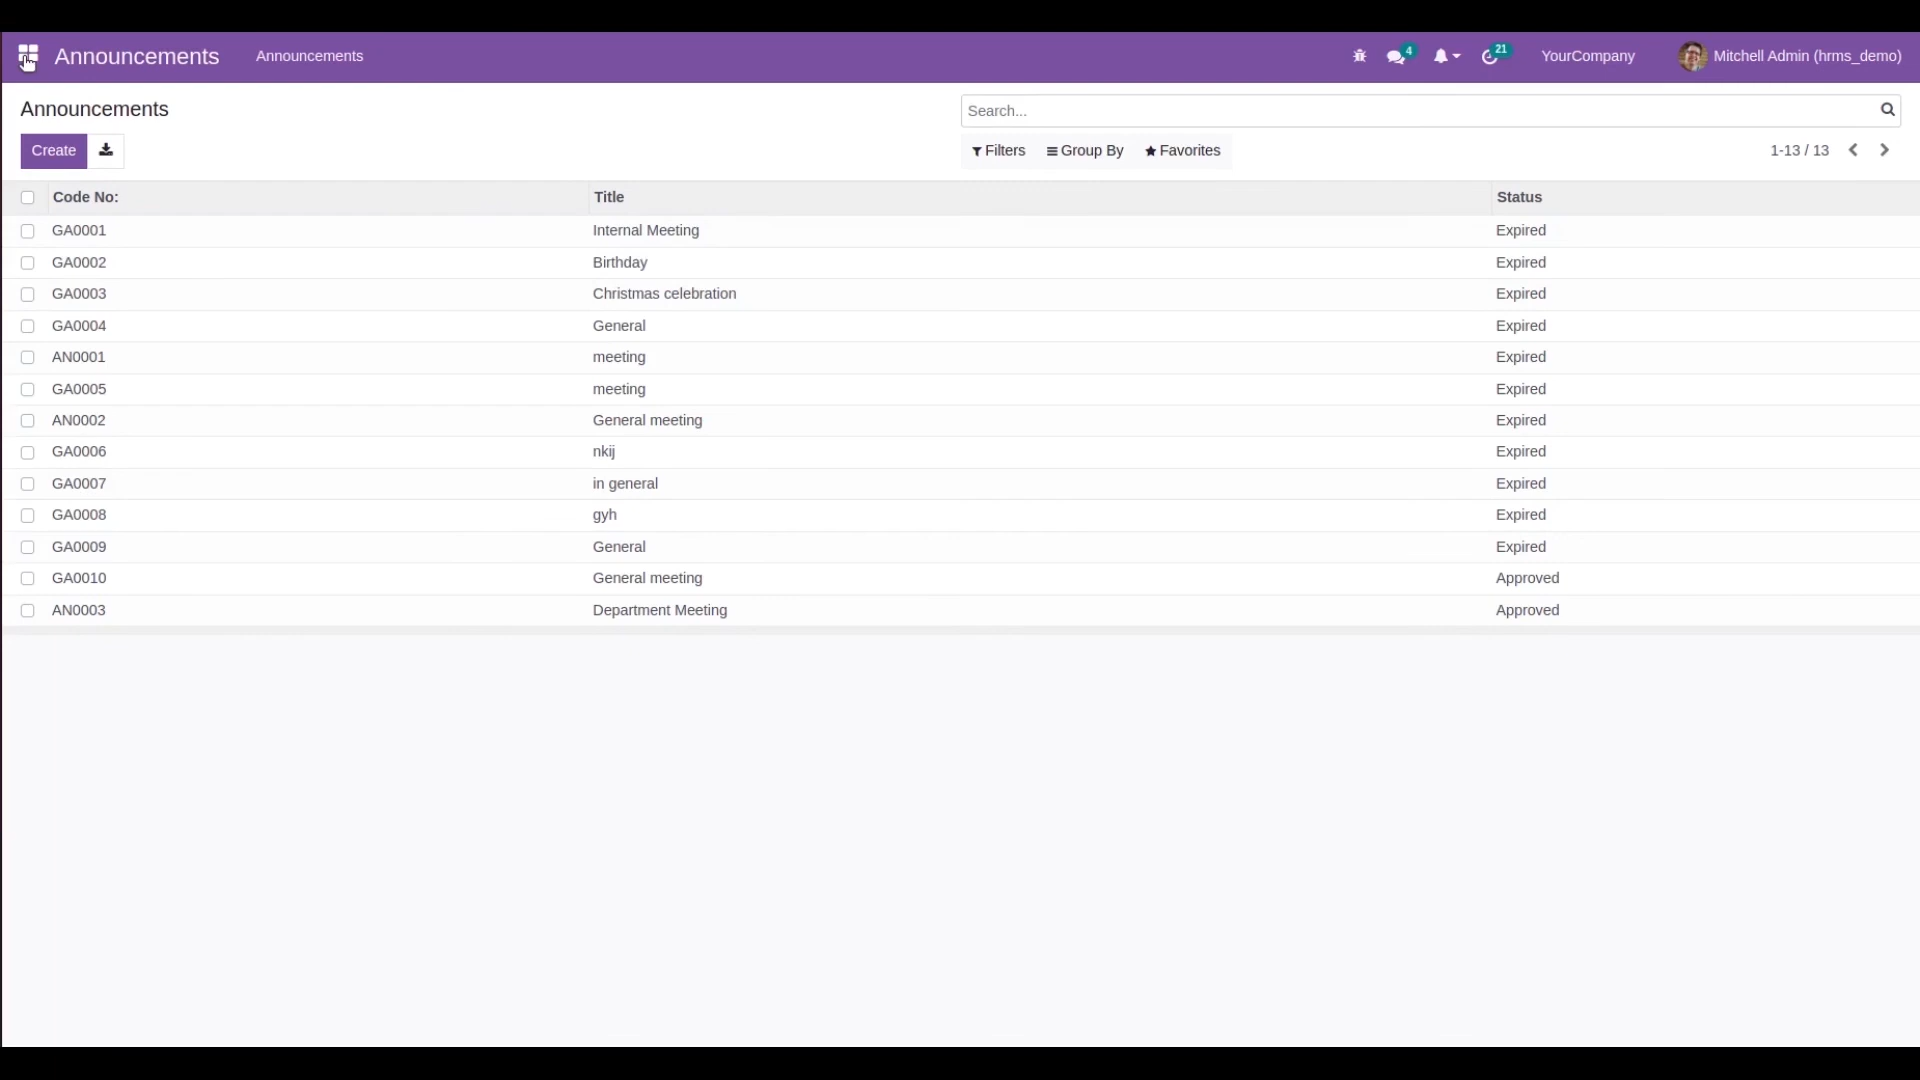 Announcements Announcements 4 21 YourCompany Mitchell Admin (hrms_demo)
Announcements Search...
Create Filters Group By Favorites 1-13 / 13
Code No: Title Status
GA0001 Internal Meeting Expired
GA0002 Birthday Expired
GA0003 Christmas celebration Expired
GA0004 General Expired
AN0001 meeting Expired
GA0005 meeting Expired
AN0002 General meeting Expired
GA0006 nkij Expired
GA0007 in general Expired
GA0008 gyh Expired
GA0009 General Expired
GA0010 General meeting Approved
AN0003 Department Meeting Approved